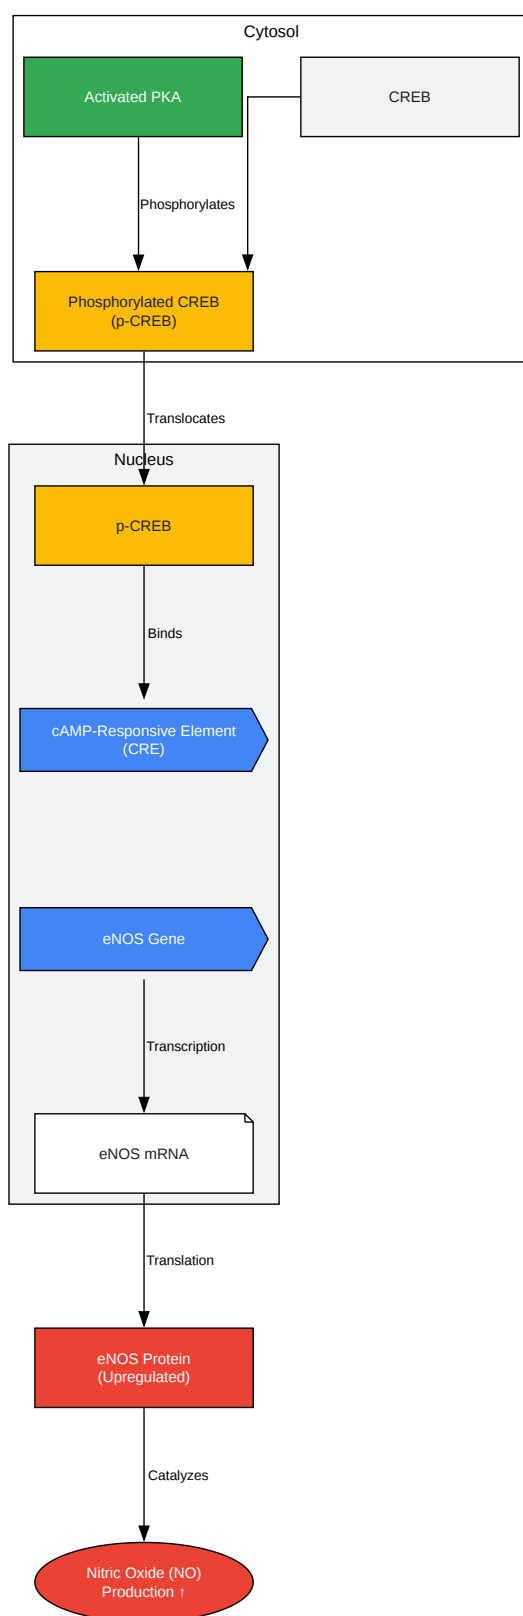 Cytosol
Activated PKA
CREB
Phosphorylates
Phosphorylated CREB
(p-CREB)
Translocates
Nucleus
p-CREB
Binds
cAMP-Responsive Element
(CRE)
eNOS Gene
Transcription
eNOS mRNA
Translation
eNOS Protein
(Upregulated)
Catalyzes
Nitric Oxide (NO)
Production ↑